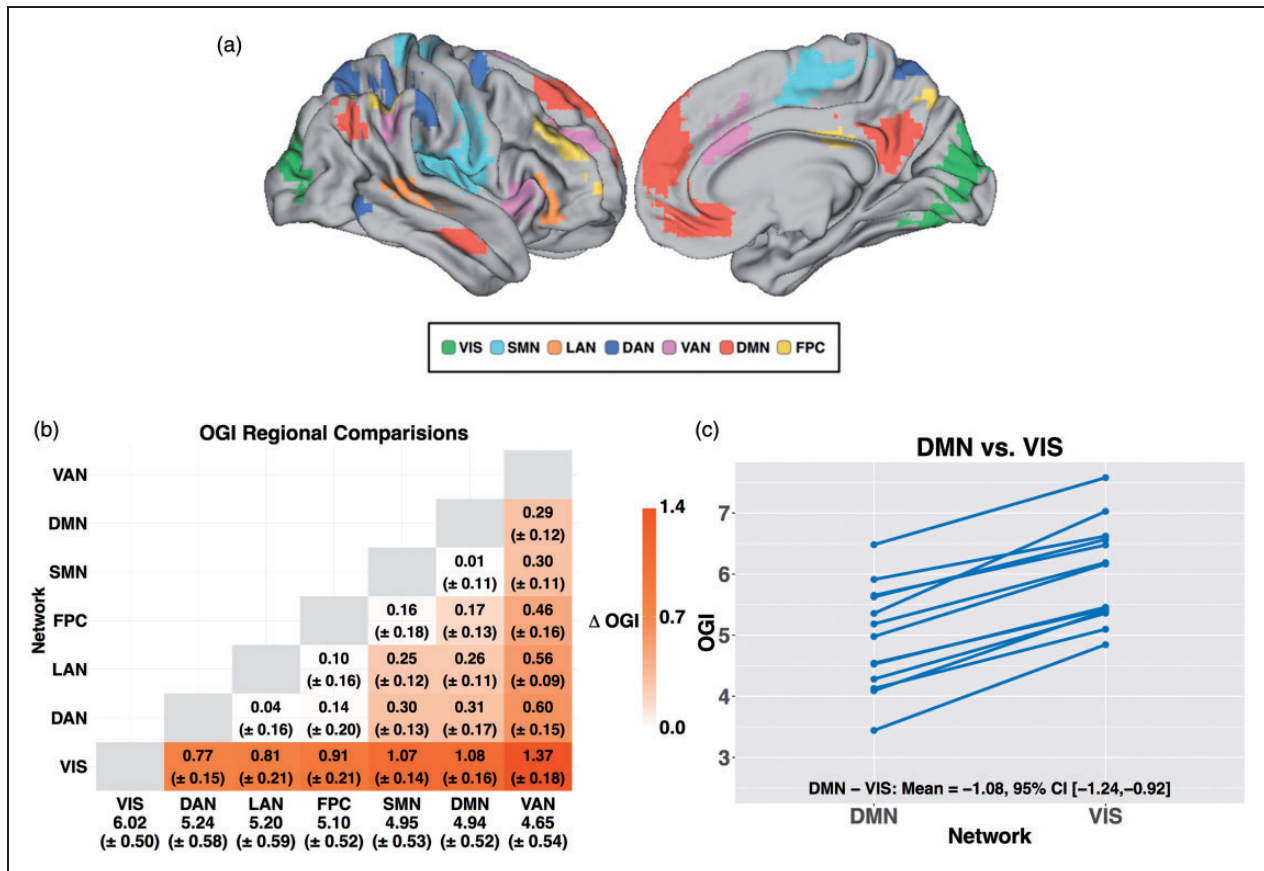 (a)
VIS SMN LAN DAN VAN DMN FPC
(b)
OGI Regional Comparisions
Network
VAN
DMN
0.29
(± 0.12)
SMN
0.01 0.30
(± 0.11) (± 0.11)
FPC
0.16 0.17 0.46
(± 0.18) (± 0.13) (± 0.16)
LAN
0.10 0.25 0.26 0.56
(± 0.16) (± 0.12) (± 0.11) (± 0.09)
DAN
0.04 0.14 0.30 0.31 0.60
(± 0.16) (± 0.20) (± 0.13) (± 0.17) (± 0.15)
VIS
0.77 0.81 0.91 1.07 1.08 1.37
(± 0.15) (± 0.21) (± 0.21) (± 0.14) (± 0.16) (± 0.18)
VIS DAN LAN FPC SMN DMN VAN
6.02 5.24 5.20 5.10 4.95 4.94 4.65
(± 0.50) (± 0.58) (± 0.59) (± 0.52) (± 0.53) (± 0.52) (± 0.54)
Δ OGI
1.4
0.7
0.0
(c)
DMN vs. VIS
OGI
7
6
5
4
3
DMN – VIS: Mean = –1.08, 95% CI [–1.24,–0.92]
DMN VIS
Network